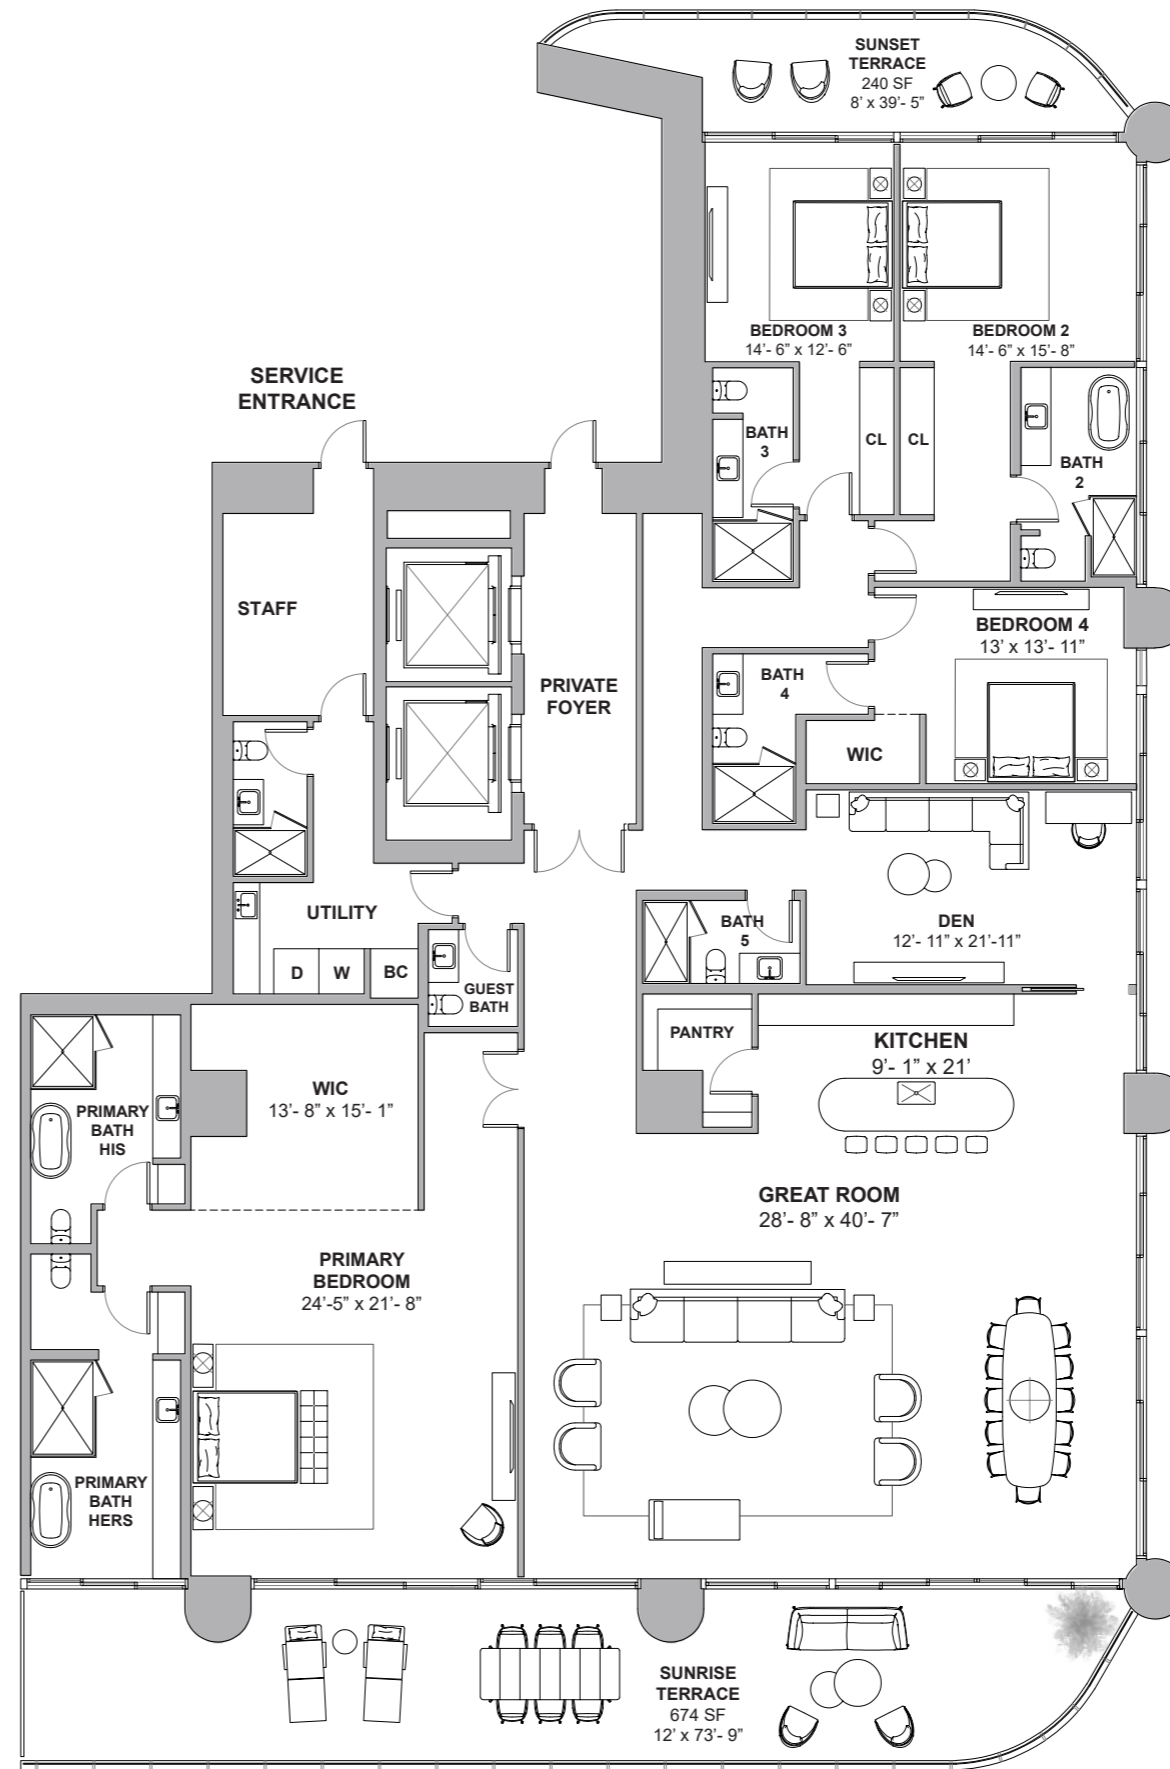 SUNSET
TERRACE
240 SF
8’ x 39’- 5”
BEDROOM 3
14’- 6” x 12’- 6”
BEDROOM 2
14’- 6” x 15’- 8”
SERVICE
ENTRANCE
BATH
3
CL
CL
BATH
2
STAFF
BEDROOM 4
13’ x 13’- 11”
PRIVATE
FOYER
BATH
4
WIC
UTILITY
BATH
5
DEN
12’- 11” x 21’-11”
D
W
BC
GUEST
BATH
PANTRY
KITCHEN
9’- 1” x 21’
WIC
13’- 8” x 15’- 1”
PRIMARY
BATH
HIS
GREAT ROOM
28’- 8” x 40’- 7”
PRIMARY
BEDROOM
24’-5” x 21’- 8”
PRIMARY
BATH
HERS
SUNRISE
TERRACE
674 SF
12’ x 73’- 9”